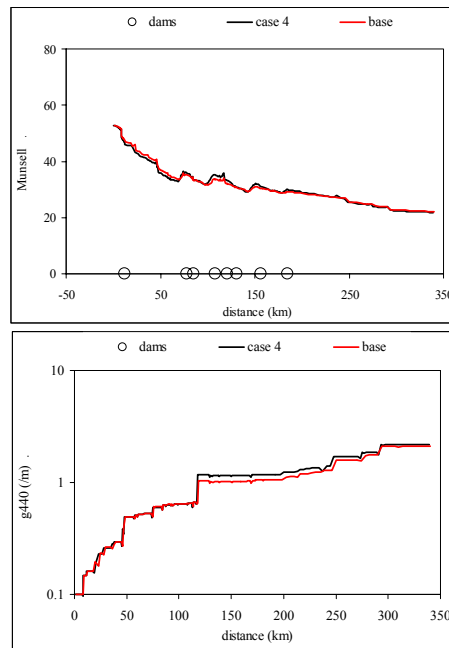 dams case 4 base
80
60
40
20
0
Munsell .
-50 50 150 250 350
distance (km)
dams case 4 base
10
1
0.1
g440 (/m) .
0 50 100 150 200 250 300 350
distance (km)